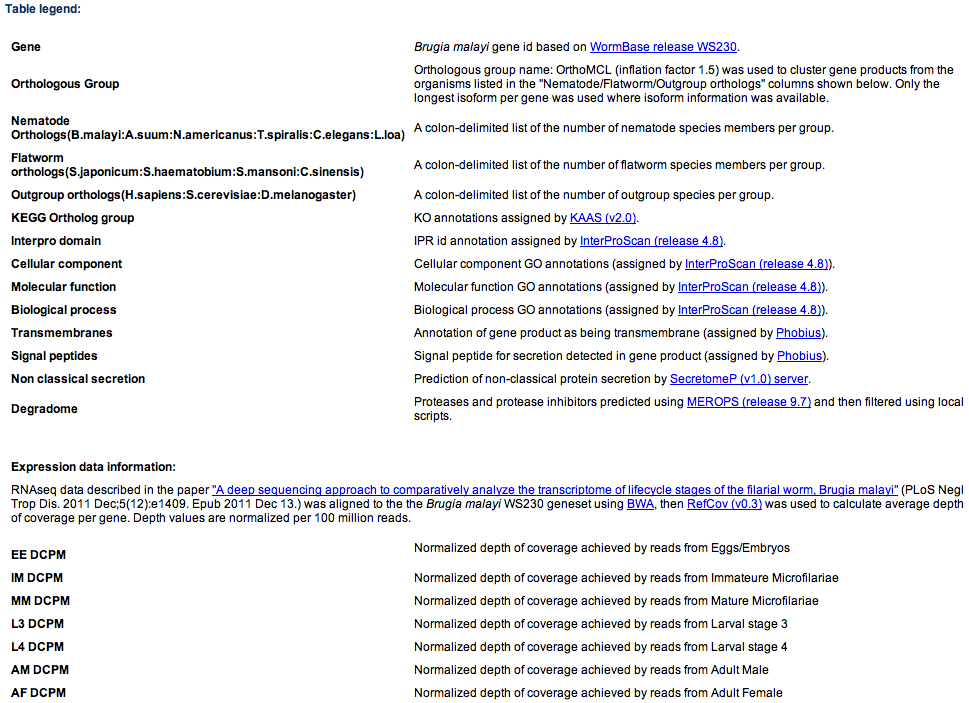 Table legend:
Gene
Brugia malayi gene id based on WormBase release WS230.
Orthologous Group
Orthologous group name: OrthoMCL (inflation factor 1.5) was used to cluster gene products from the
organisms listed in the "Nematode/Flatworm/Outgroup orthologs" columns shown below. Only the
longest isoform per gene was used where isoform information was available.
Nematode
Orthologs(B.malayi:A.suum:N.americanus:T.spiralis:C.elegans:L.loa)
A colon-delimited list of the number of nematode species members per group.
Flatworm
orthologs(S.japonicum:S.haematobium:S.mansoni:C.sinensis)
A colon-delimited list of the number of flatworm species members per group.
Outgroup orthologs(H.sapiens:S.cerevisiae:D.melanogaster)
A colon-delimited list of the number of outgroup species per group.
KEGG Ortholog group
KO annotations assigned by KAAS (v2.0).
Interpro domain
IPR id annotation assigned by InterProScan (release 4.8).
Cellular component
Cellular component GO annotations (assigned by InterProScan (release 4.8)).
Molecular function
Molecular function GO annotations (assigned by InterProScan (release 4.8)).
Biological process
Biological process GO annotations (assigned by InterProScan (release 4.8)).
Transmembranes
Annotation of gene product as being transmembrane (assigned by Phobius).
Signal peptides
Signal peptide for secretion detected in gene product (assigned by Phobius).
Non classical secretion
Prediction of non-classical protein secretion by SecretomeP (v1.0) server.
Degradome
Proteases and protease inhibitors predicted using MEROPS (release 9.7) and then filtered using local
scripts.
Expression data information:
RNAseq data described in the paper "A deep sequencing approach to comparatively analyze the transcriptome of lifecycle stages of the filarial worm, Brugia malayi" (PLoS Negl
Trop Dis. 2011 Dec;5(12):e1409. Epub 2011 Dec 13.) was aligned to the the Brugia malayi WS230 geneset using BWA, then RefCov (v0.3) was used to calculate average depth
of coverage per gene. Depth values are normalized per 100 million reads.
EE DCPM
Normalized depth of coverage achieved by reads from Eggs/Embryos
IM DCPM
Normalized depth of coverage achieved by reads from Immateure Microfilariae
MM DCPM
Normalized depth of coverage achieved by reads from Mature Microfilariae
L3 DCPM
Normalized depth of coverage achieved by reads from Larval stage 3
L4 DCPM
Normalized depth of coverage achieved by reads from Larval stage 4
AM DCPM
Normalized depth of coverage achieved by reads from Adult Male
AF DCPM
Normalized depth of coverage achieved by reads from Adult Female